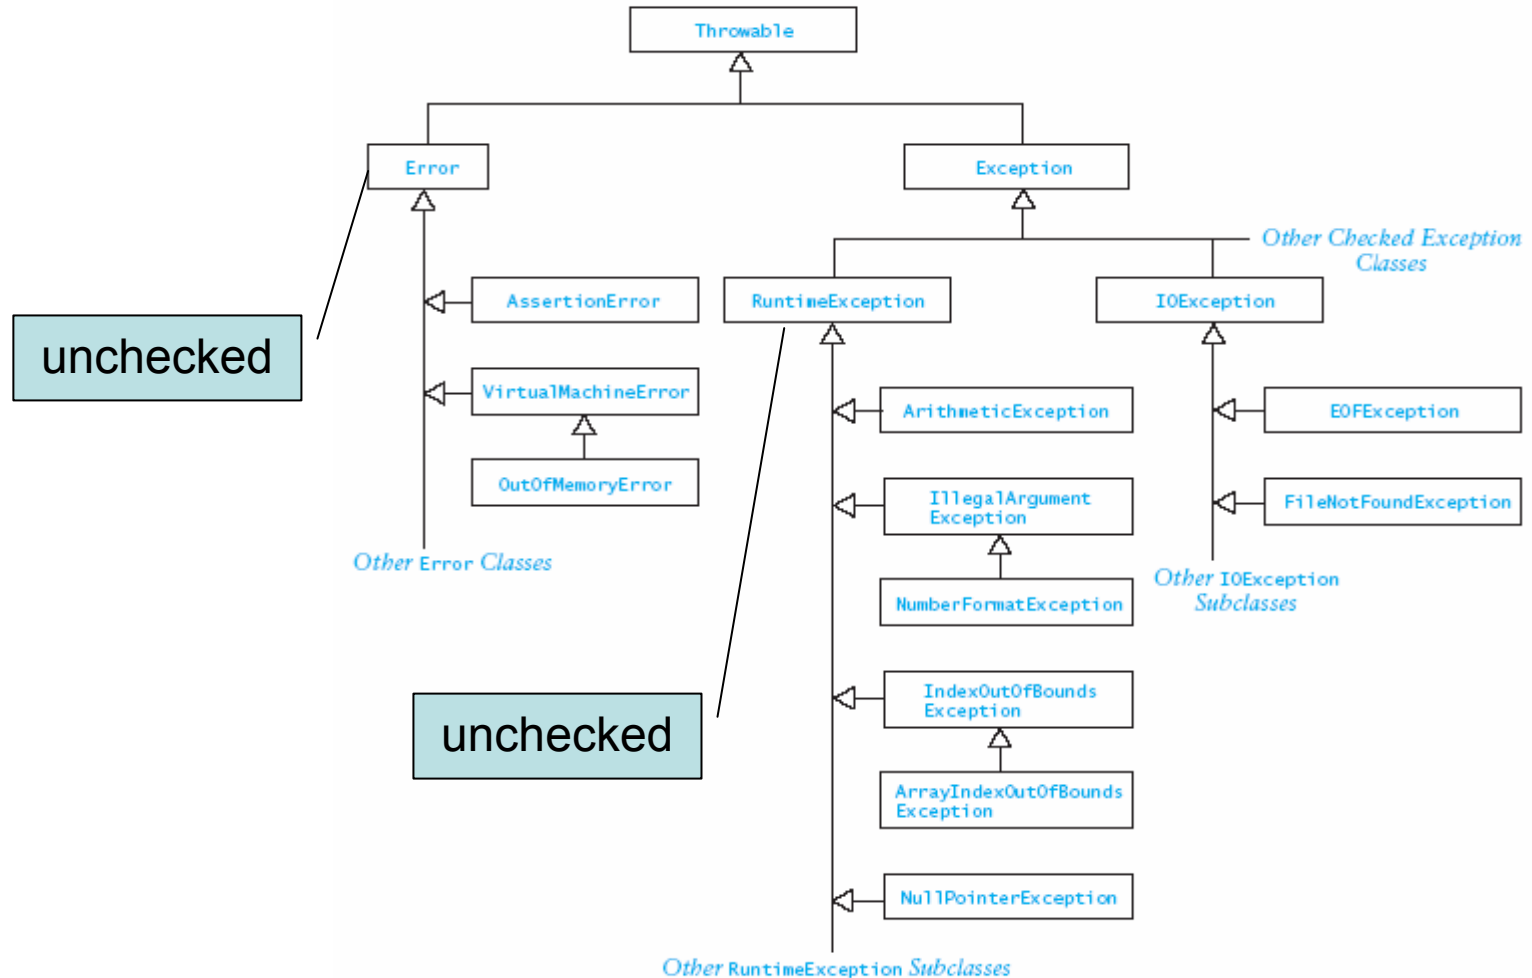 Throwable
Error
Exception
Other Checked Exception
Classes
AssertionError
RuntimeException
IOException
unchecked
VirtualMachineError
ArithmeticException
EOFException
OutOfMemoryError
IllegalArgument
Exception
FileNotFoundException
Other Error Classes
Other IOException
Subclasses
NumberFormatException
IndexOutOfBounds
Exception
unchecked
ArrayIndexOutOfBounds
Exception
NullPointerException
Other RuntimeException Subclasses